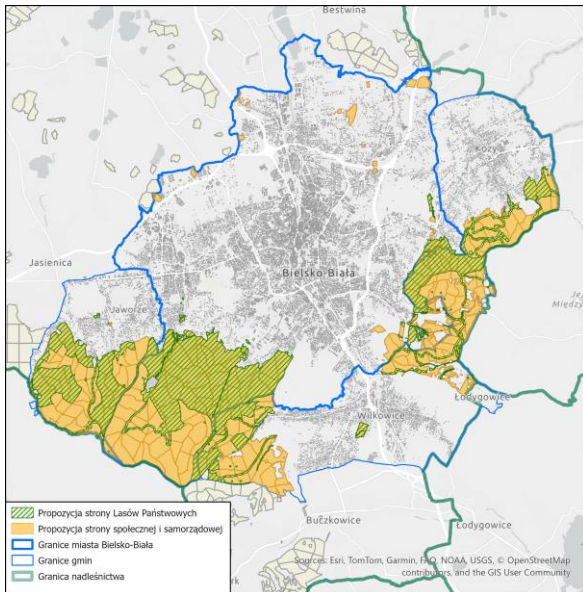 Bestwina
Kozy
Jasienica
Bielsko-Biała
Jaworze
Łodygowice
Wilkowice
Buczkowice
Łodygowice
Propozycja strony Lasów Państwowych
Propozycja strony społecznej i samorządowej
Granice miasta Bielsko-Biała
Granice gmin
Granica nadleśnictwa
Sources: Esri, TomTom, Garmin, FAO, NOAA, USGS, © OpenStreetMap
contributors, and the GIS User Community